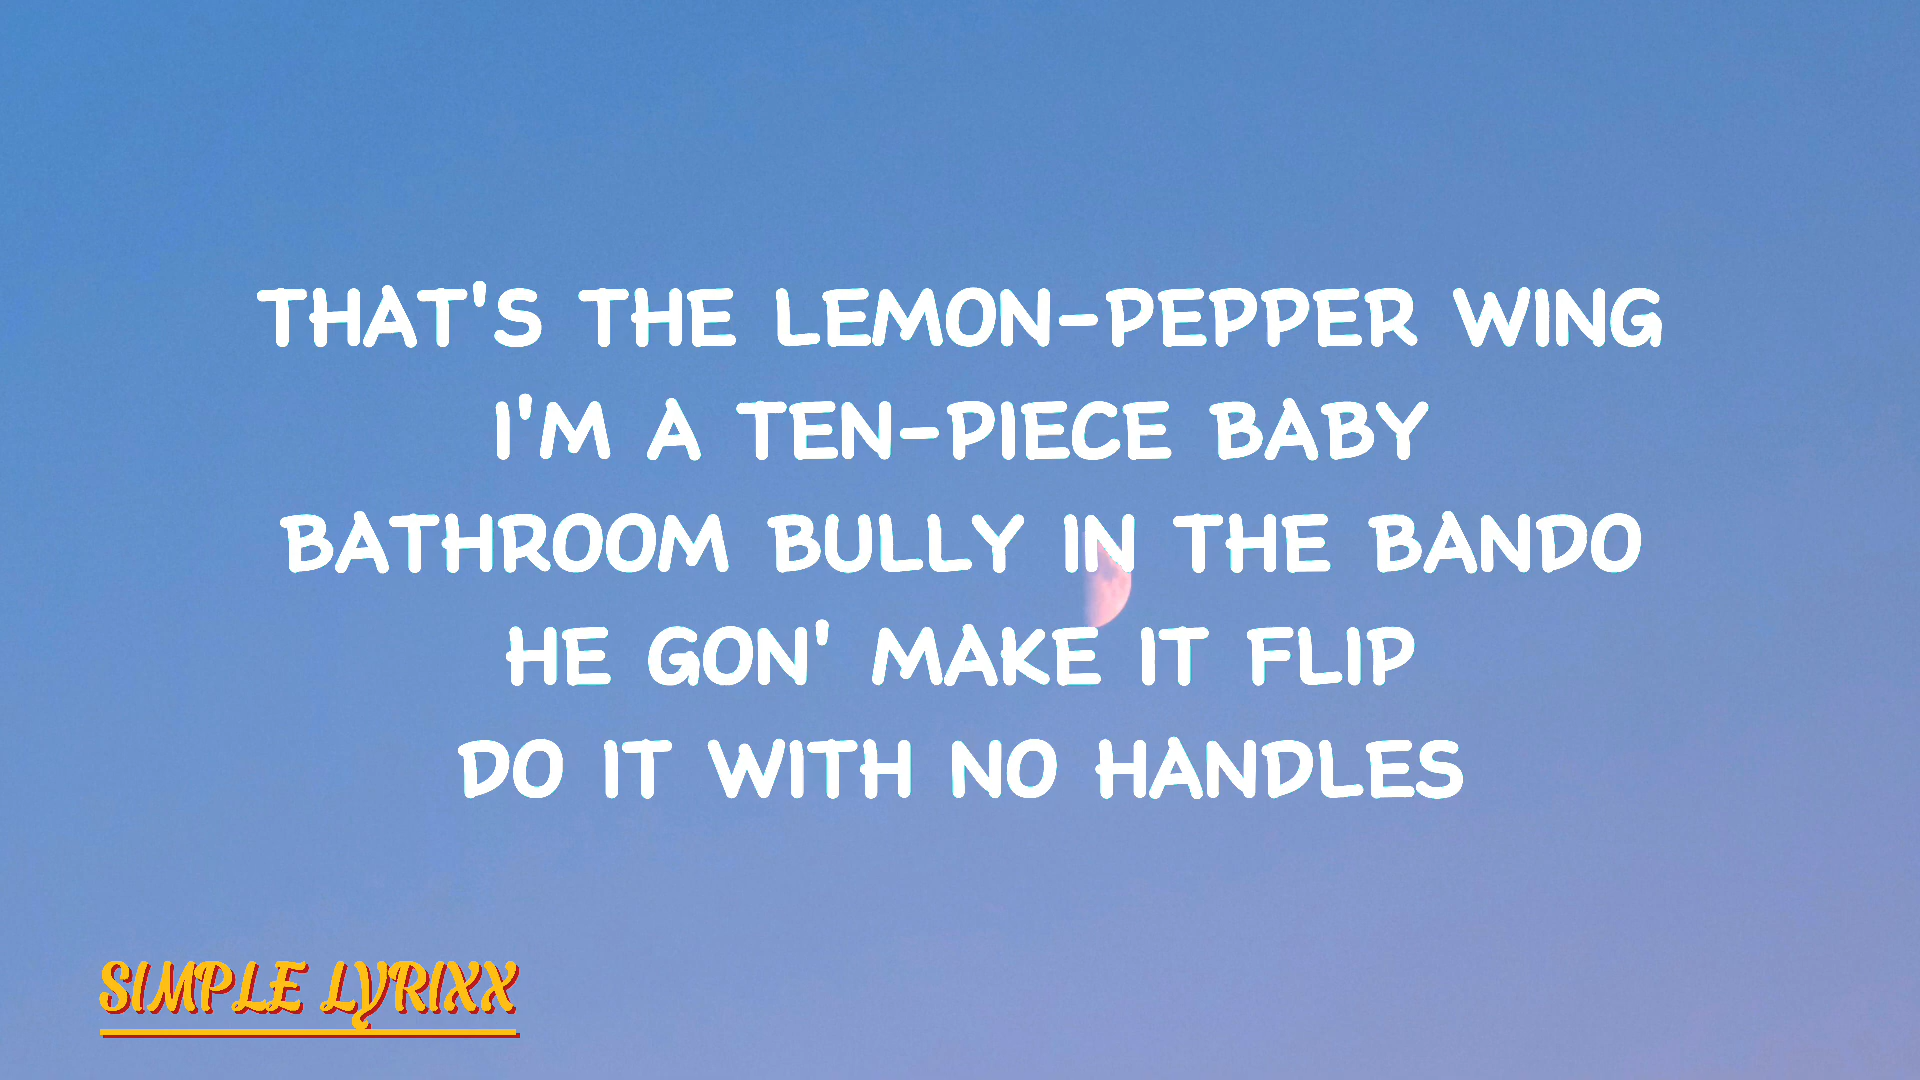 THAT'S THE LEMON-PEPPER WING
I'M A TEN-PIECE BABY
BATHROOM BULLY IN THE BANDO
HE GON' MAKE IT FLIP
DO IT WITH NO HANDLES
SIMPLE LYRIXX